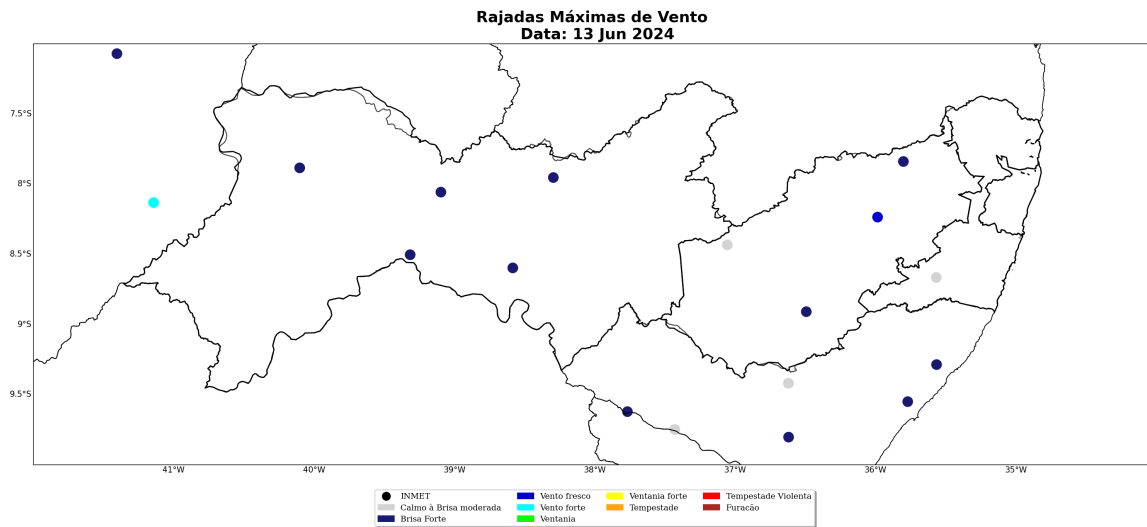 Rajadas Máximas de Vento
Data: 13 Jun 2024
7.5°S
8°S
8.5°S
9°S
9.5°S
41°W 40°W 39°W 38°W 37°W 36°W 35°W
INMET Vento fresco Ventania forte Tempestade Violenta
Calmo à Brisa moderada Vento forte Tempestade Furacão
Brisa Forte Ventania